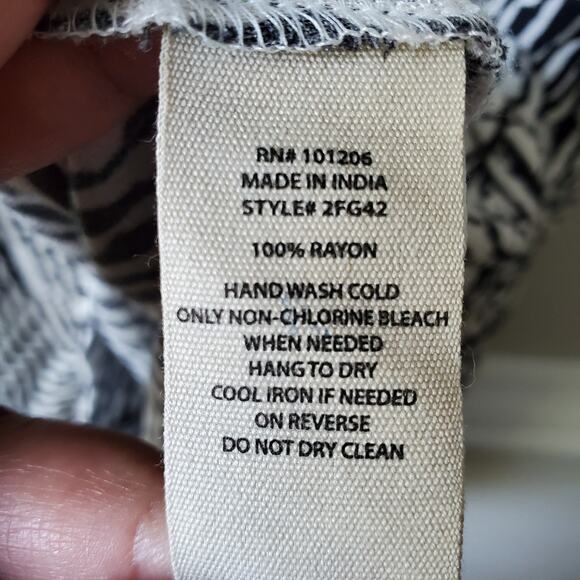 RN# 101206
MADE IN INDIA
STYLE# 2FG42
100% RAYON
HAND WASH COLD
ONLY NON-CHLORINE BLEACH
WHEN NEEDED
HANG TO DRY
COOL IRON IF NEEDED
ON REVERSE
DO NOT DRY CLEAN